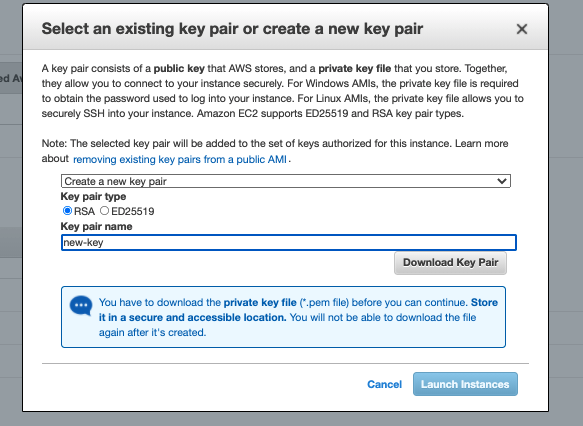 Select an existing key pair or create a new key pair
A key pair consists of a public key that AWS stores, and a private key file that you store. Together,
they allow you to connect to your instance securely. For Windows AMIs, the private key file is required
to obtain the password used to log into your instance. For Linux AMIs, the private key file allows you to
securely SSH into your instance. Amazon EC2 supports ED25519 and RSA key pair types.
Note: The selected key pair will be added to the set of keys authorized for this instance. Learn more
about removing existing key pairs from a public AMI.
Create a new key pair
Key pair type
RSA ED25519
Key pair name
new-key
Download Key Pair
You have to download the private key file (*.pem file) before you can continue. Store
it in a secure and accessible location. You will not be able to download the file
again after it's created.
Cancel Launch Instances